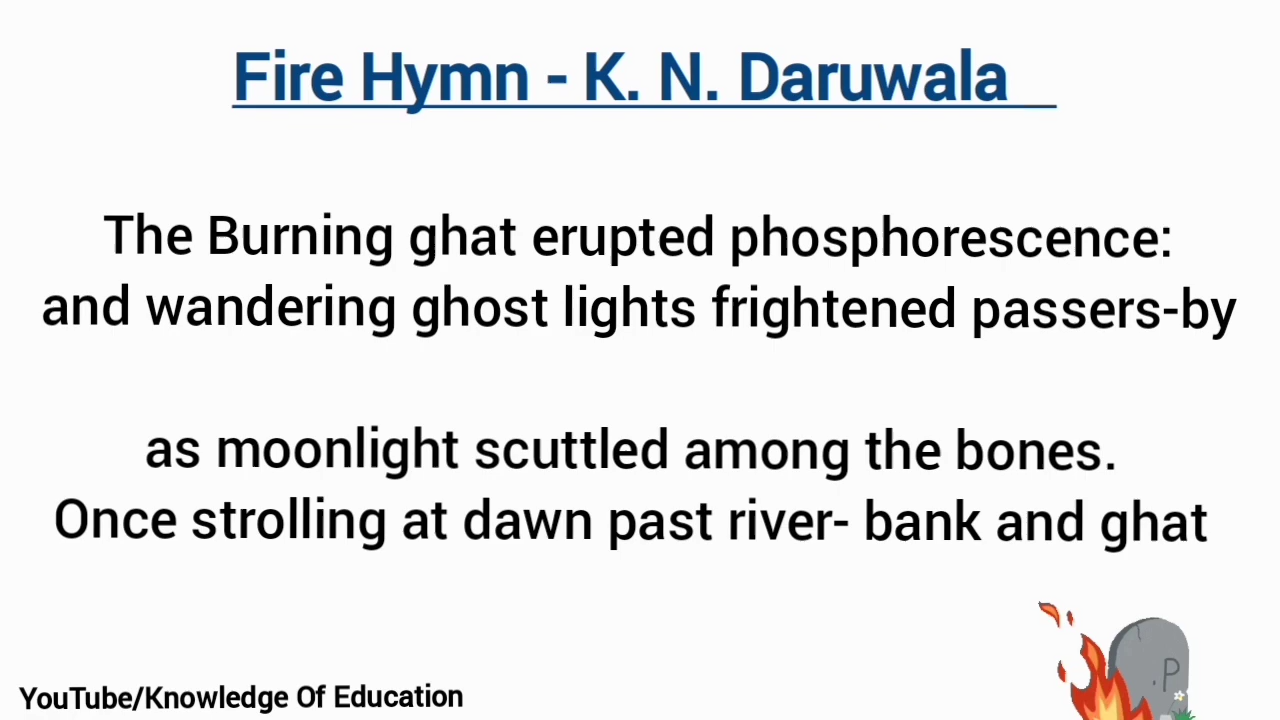 Fire Hymn - K. N. Daruwala
The Burning ghat erupted phosphorescence:
and wandering ghost lights frightened passers-by
as moonlight scuttled among the bones.
Once strolling at dawn past river- bank and ghat
.P
YouTube/Knowledge Of Education